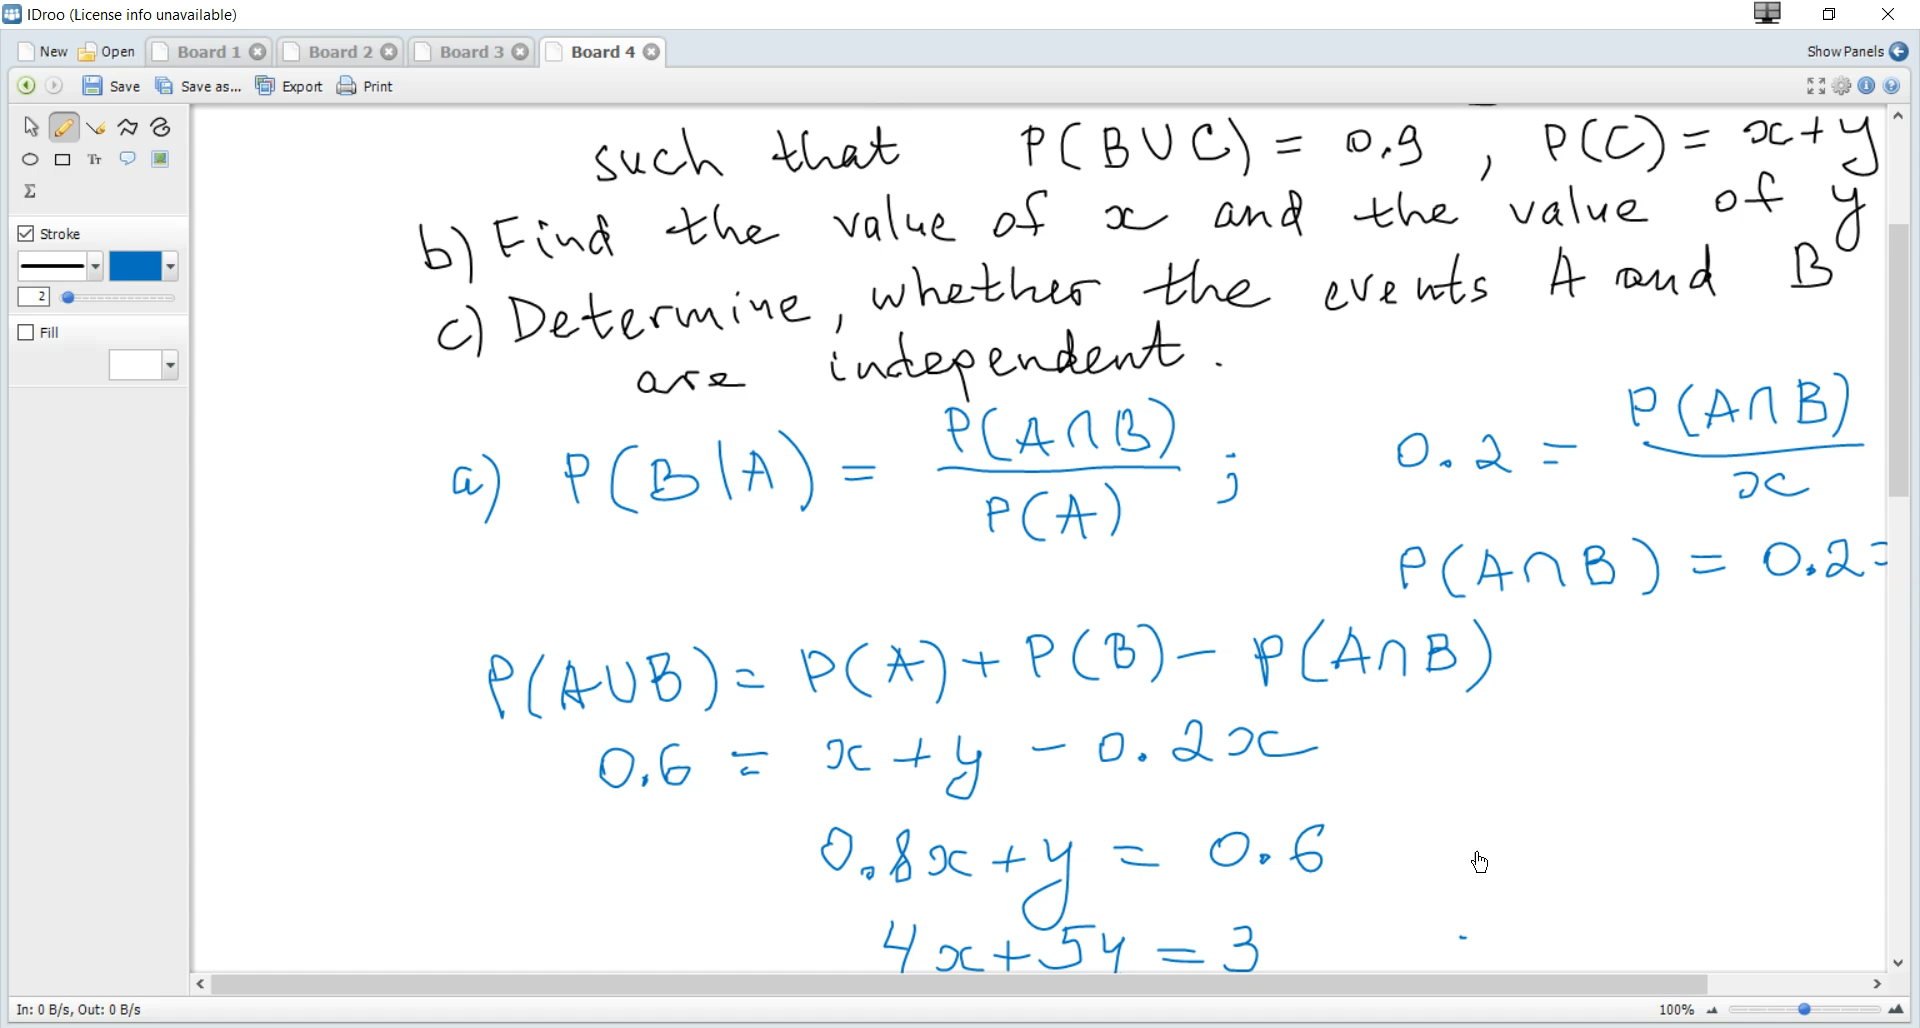 IDroo (License info unavailable)
New Open Board 1 Board 2 Board 3 Board 4 Show Panels
Save Save as... Export Print
Tт
Σ
Stroke
2
Fill
such that P(B∪C) = 0.9 , P(C) = x+y
b) Find the value of x and the value of y
c) Determine, whether the events A and B
are independent.
a) P(B|A) = P(A∩B) / P(A) ; 0.2 = P(A∩B) / x
P(A∩B) = 0.2
P(A∪B) = P(A) + P(B) - P(A∩B)
0.6 = x + y - 0.2x
0.8x + y = 0.6
4x + 5y = 3
In: 0 B/s, Out: 0 B/s 100%